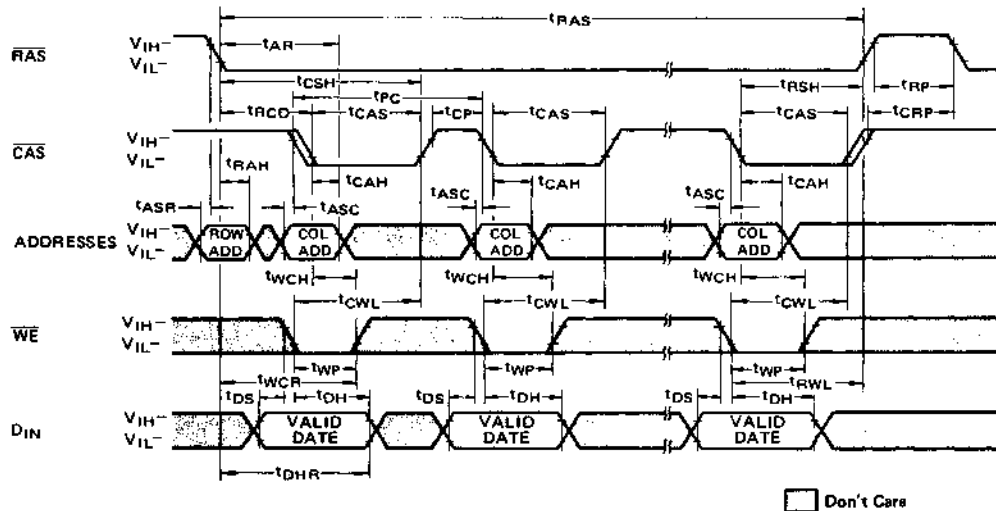 tRAS
RAS
VIH-
VIL-
tAR
tCSH
tPC
tRSH
tRP
tRCD
tCAS
tCP
tCAS
tCAS
tCRP
CAS
VIH-
VIL-
tRAH
tCAH
tCAH
tCAH
tASR
tASC
tASC
tASC
ADDRESSES
VIH-
VIL-
ROW ADD
COL ADD
COL ADD
COL ADD
tWCH
tWCH
tWCH
tCWL
tCWL
tCWL
WE
VIH-
VIL-
tWP
tWP
tWP
tWCR
tRWL
tDS
tDH
tDS
tDH
tDS
tDH
DIN
VIH-
VIL-
VALID DATE
VALID DATE
VALID DATE
tDHR
Don't Care